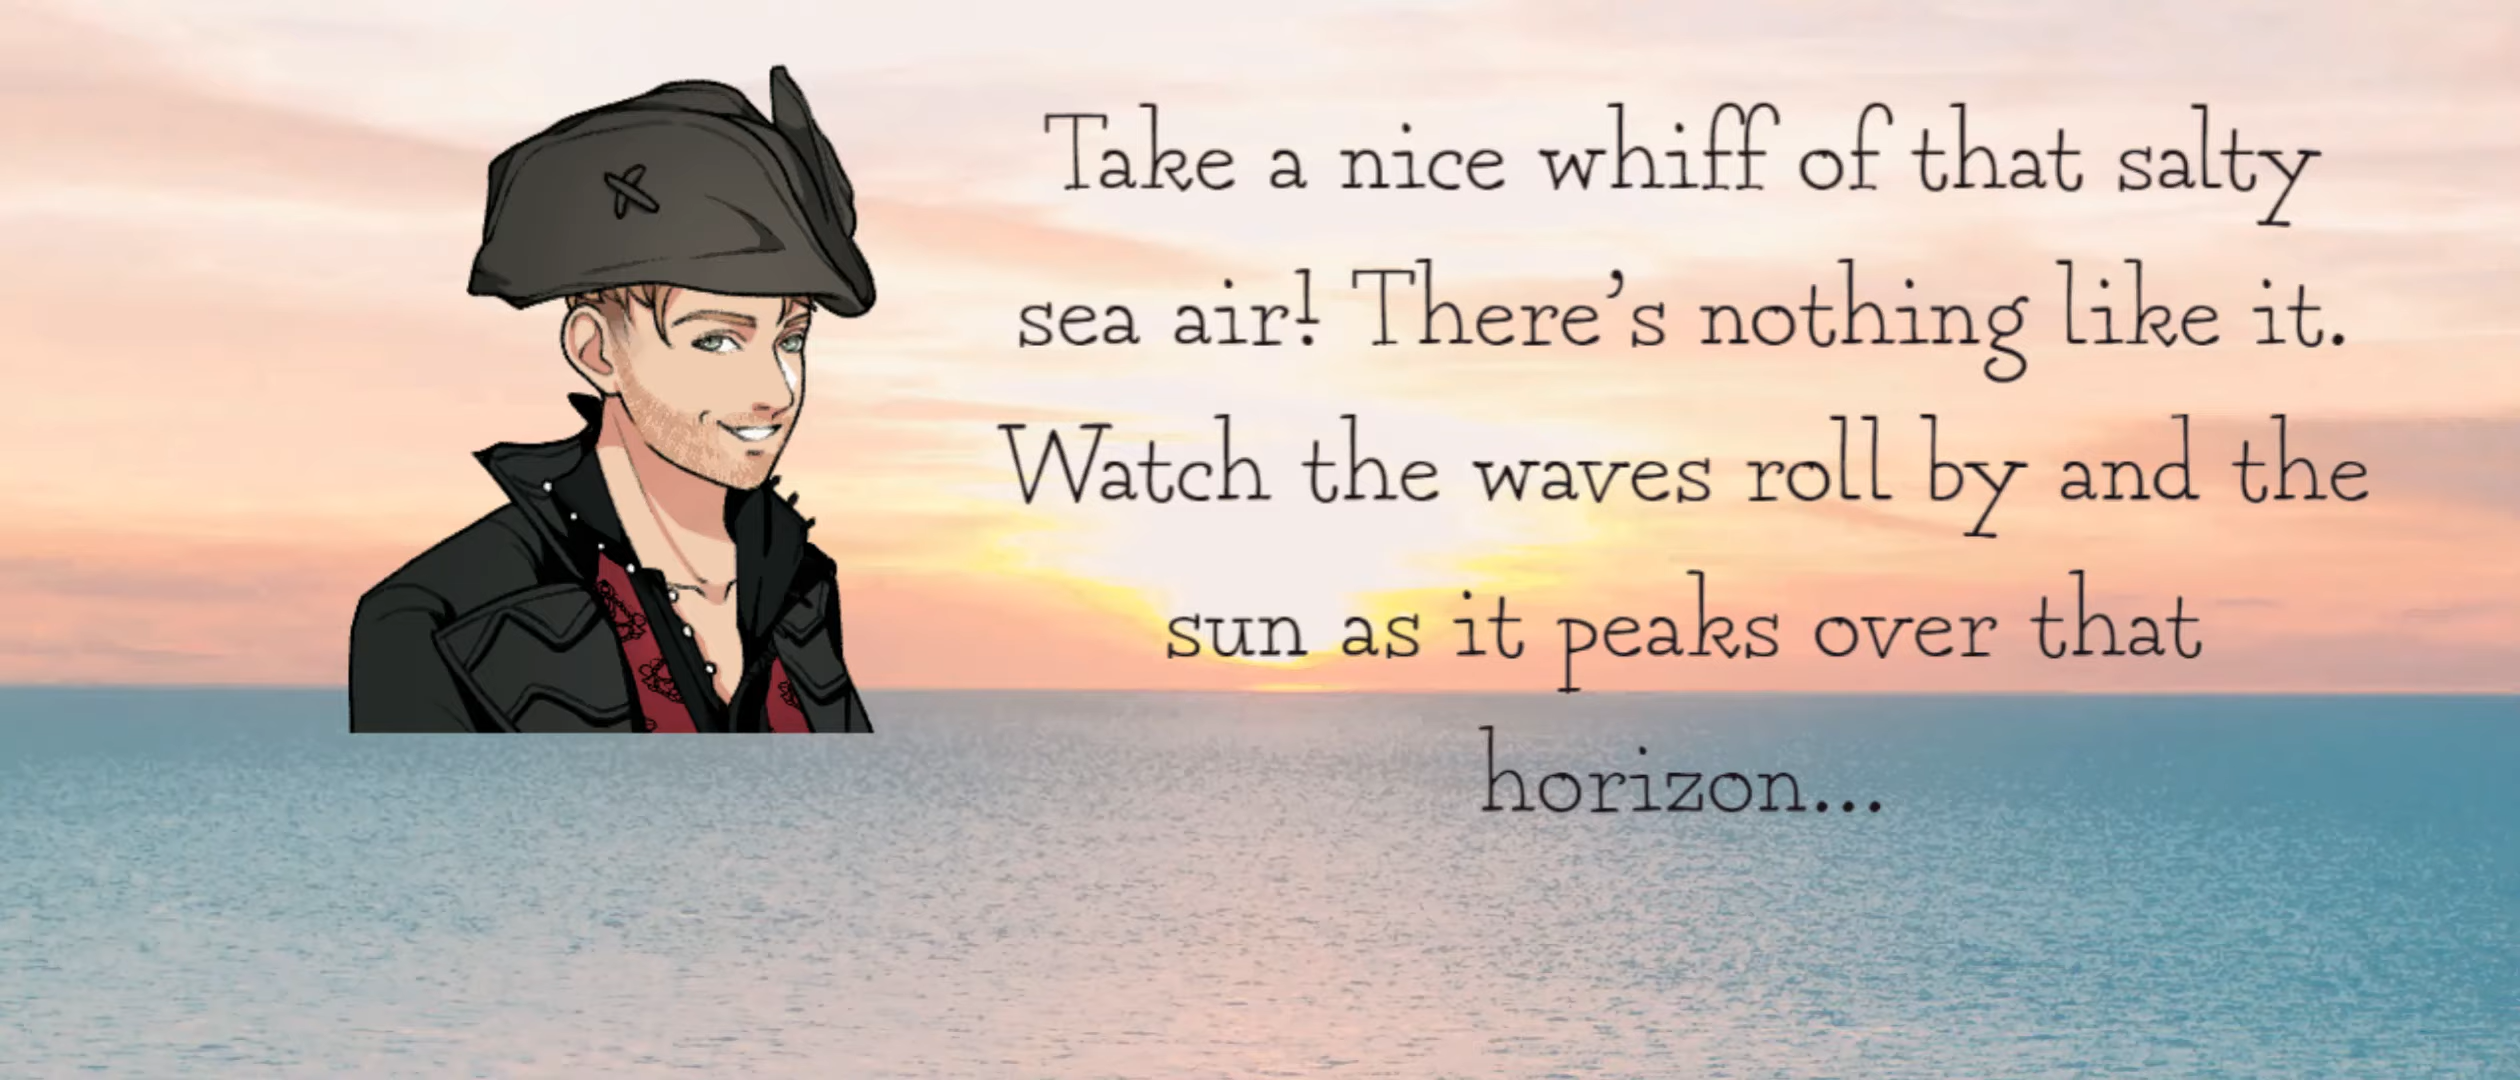 Take a nice whiff of that salty
sea air! There's nothing like it.
Watch the waves roll by and the
sun as it peaks over that
horizon...